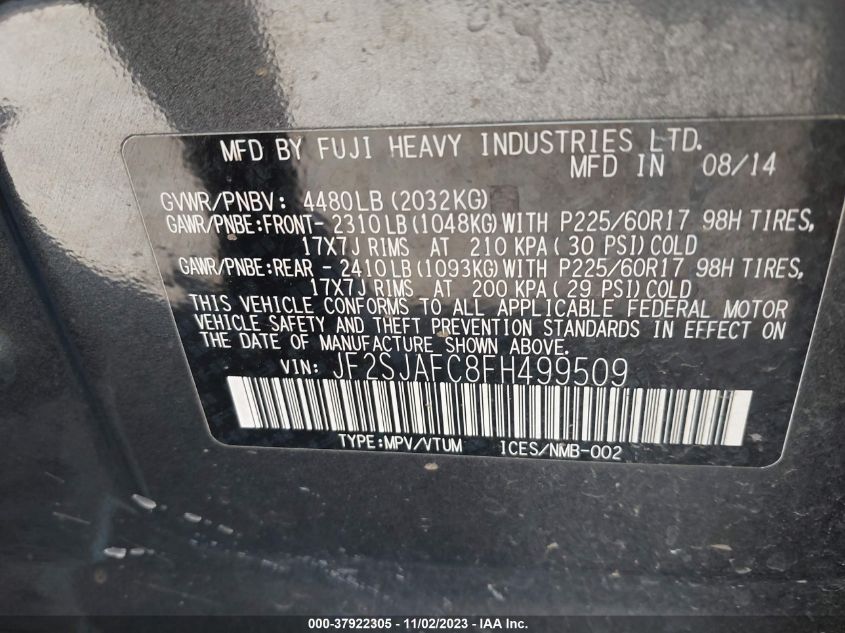 MFD BY FUJI HEAVY INDUSTRIES LTD.
MFD IN 08/14
GVWR/PNBV: 4480LB (2032KG)
GAWR/PNBE:FRONT- 2310LB (1048KG) WITH P225/60R17 98H TIRES,
17X7J RIMS AT 210 KPA (30 PSI) COLD
GAWR/PNBE:REAR - 2410LB (1093KG) WITH P225/60R17 98H TIRES,
17X7J RIMS AT 200 KPA (29 PSI) COLD
THIS VEHICLE CONFORMS TO ALL APPLICABLE FEDERAL MOTOR
VEHICLE SAFETY AND THEFT PREVENTION STANDARDS IN EFFECT ON
THE DATE OF MANUFACTURE SHOWN ABOVE.
VIN: JF2SJAFC8FH499509
TYPE:MPV/VTUM ICES/NMB-002
000-37922305 - 11/02/2023 - IAA Inc.